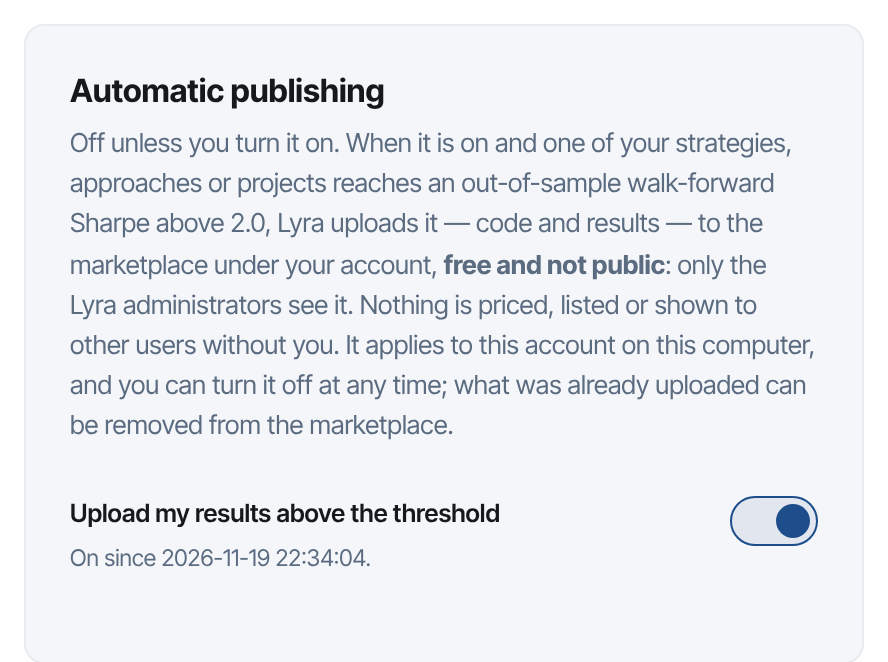 Automatic publishing
Off unless you turn it on. When it is on and one of your strategies,
approaches or projects reaches an out-of-sample walk-forward
Sharpe above 2.0, Lyra uploads it — code and results — to the
marketplace under your account, free and not public: only the
Lyra administrators see it. Nothing is priced, listed or shown to
other users without you. It applies to this account on this computer,
and you can turn it off at any time; what was already uploaded can
be removed from the marketplace.
Upload my results above the threshold
On since 2026-11-19 22:34:04.